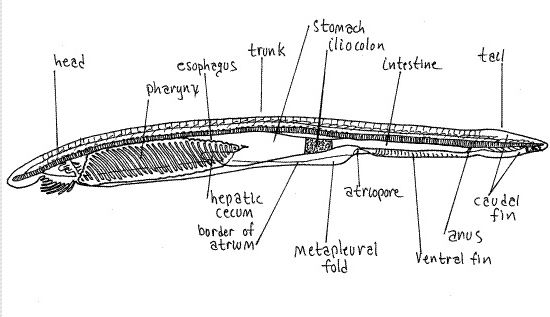 head
pharynx
esophagus
trunk
stomach
iliocolon
intestine
tail
hepatic
cecum
border of
atrium
metapleural
fold
atriopore
ventral fin
anus
caudal
fin